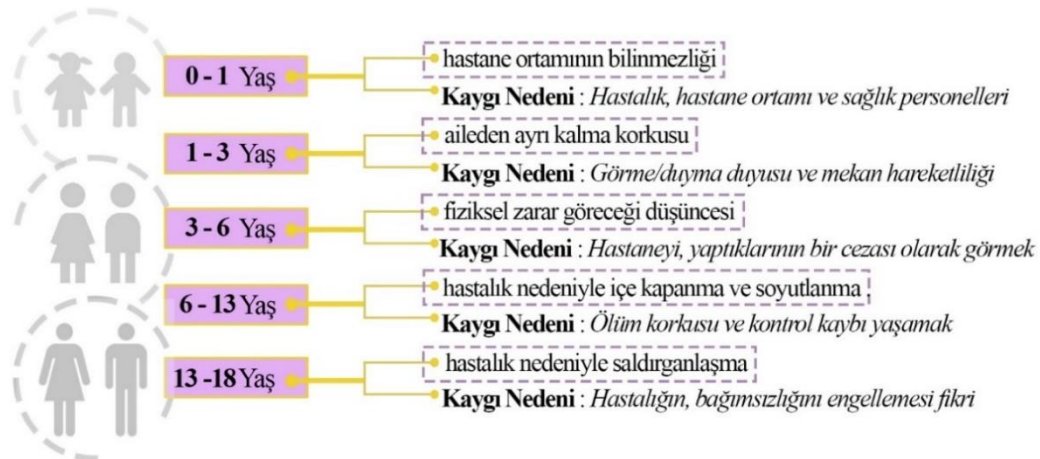 0 - 1 Yaş
hastane ortamının bilinmezliği
Kaygı Nedeni : Hastalık, hastane ortamı ve sağlık personelleri
1 - 3 Yaş
aileden ayrı kalma korkusu
Kaygı Nedeni : Görme/duyma duyusu ve mekan hareketliliği
3 - 6 Yaş
fiziksel zarar göreceği düşüncesi
Kaygı Nedeni : Hastaneyi, yaptıklarının bir cezası olarak görmek
6 - 13 Yaş
hastalık nedeniyle içe kapanma ve soyutlanma
Kaygı Nedeni : Ölüm korkusu ve kontrol kaybı yaşamak
13 -18 Yaş
hastalık nedeniyle saldırganlaşma
Kaygı Nedeni : Hastalığın, bağımsızlığını engellemesi fikri